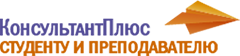 КонсультантПлюс
СТУДЕНТУ И ПРЕПОДАВАТЕЛЮ